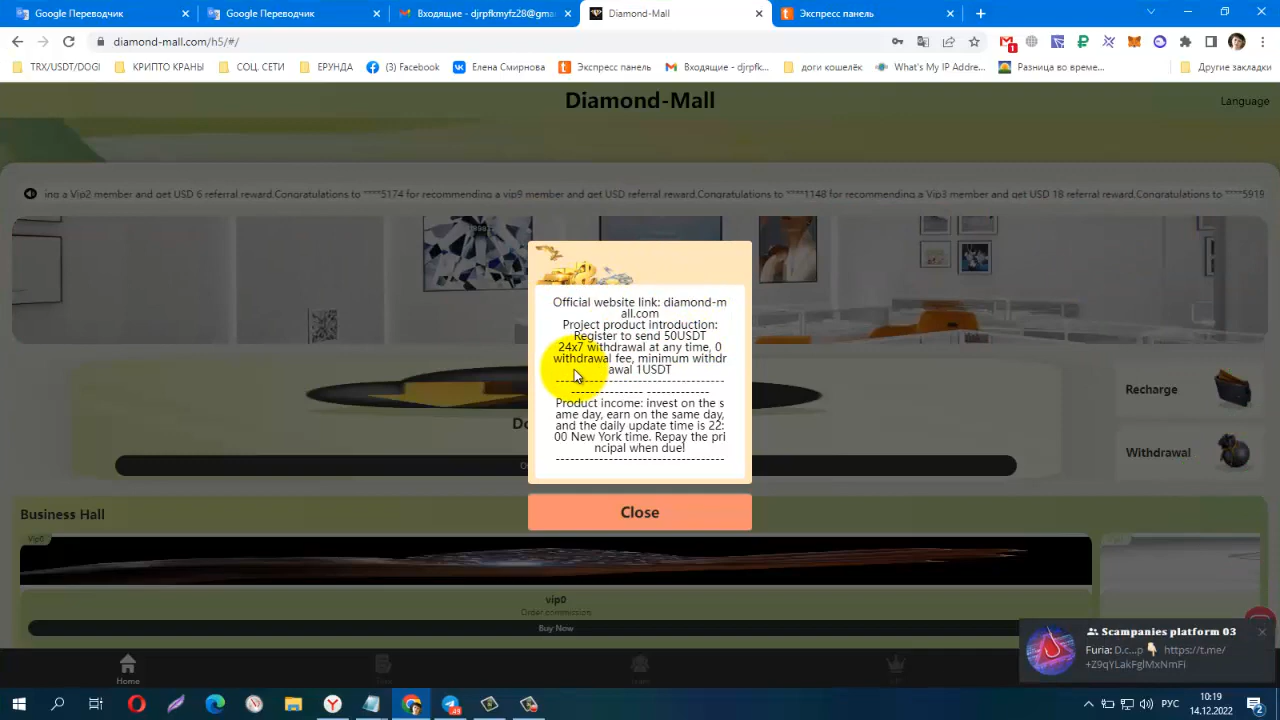 Google Переводчик
Google Переводчик
Входящие - djrpfkmyfz28@gma
Diamond-Mall
Экспресс панель
diamond-mall.com/h5/#/
1
TRX/USDT/DOGI
КРИПТО КРАНЫ
СОЦ. СЕТИ
ЕРУНДА
(3) Facebook
Елена Смирнова
Экспресс панель
Входящие - djrpfk...
доги кошелёк
What's My IP Addre...
Разница во време...
Другие закладки
Diamond-Mall
Language
ing a Vip2 member and get USD 6 referral reward.Congratulations to ****5174 for recommending a vip9 member and get USD referral reward.Congratulations to ****1148 for recommending a Vip3 member and get USD 18 referral reward.Congratulations to ****5919
Official website link: diamond-m
all.com
Project product introduction:
Register to send 50USDT
24x7 withdrawal at any time, 0
withdrawal fee, minimum withdr
awal 1USDT
------------------------------
--------------- -------------
Product income: invest on the s
ame day, earn on the same day,
and the daily update time is 22:
00 New York time. Repay the pri
ncipal when due!
------------------------------
Close
Recharge
Do
Withdrawal
Business Hall
Vip0
vip0
Order commission
Buy Now
Scampanies platform 03
Furia: D.c...p 👇🏻 https://t.me/
+Z9qYLakFglMxNrnFi
Home
10:19
РУС
14.12.2022
2